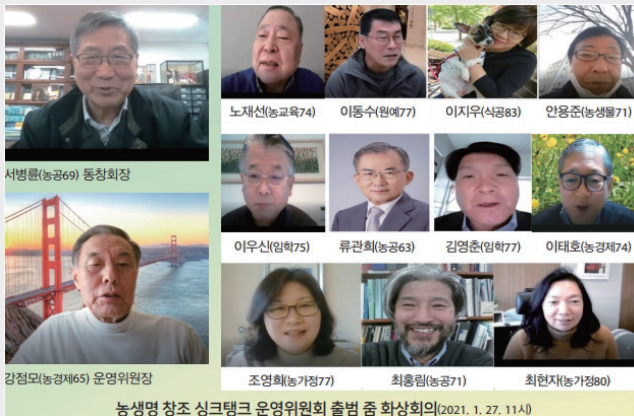 노재선(농교육74) 이동수(원예77) 이지우(식공83) 안용준(농생물71)
서병륜(농공69) 동창회장
이우신(임학75) 류관희(농공63) 김영춘(임학77) 이태호(농경제74)
강점모(농경제65) 운영위원장
조영희(농가정77) 최홍림(농공71) 최현자(농가정80)
농생명 창조 싱크탱크 운영위원회 출범 줌 화상회의(2021. 1. 27. 11시)